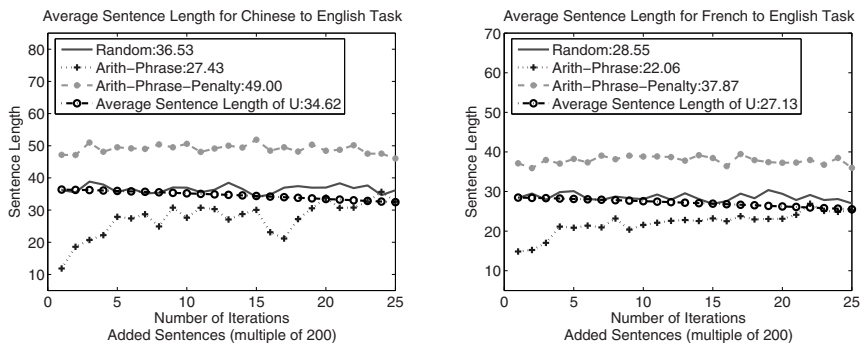 Average Sentence Length for Chinese to English Task
80
70
60
50
40
30
20
10
Sentence Length
Random:36.53
Arith−Phrase:27.43
Arith−Phrase−Penalty:49.00
Average Sentence Length of U:34.62
0 5 10 15 20 25
Number of Iterations
Added Sentences (multiple of 200)
Average Sentence Length for French to English Task
70
60
50
40
30
20
10
Sentence Length
Random:28.55
Arith−Phrase:22.06
Arith−Phrase−Penalty:37.87
Average Sentence Length of U:27.13
0 5 10 15 20 25
Number of Iterations
Added Sentences (multiple of 200)